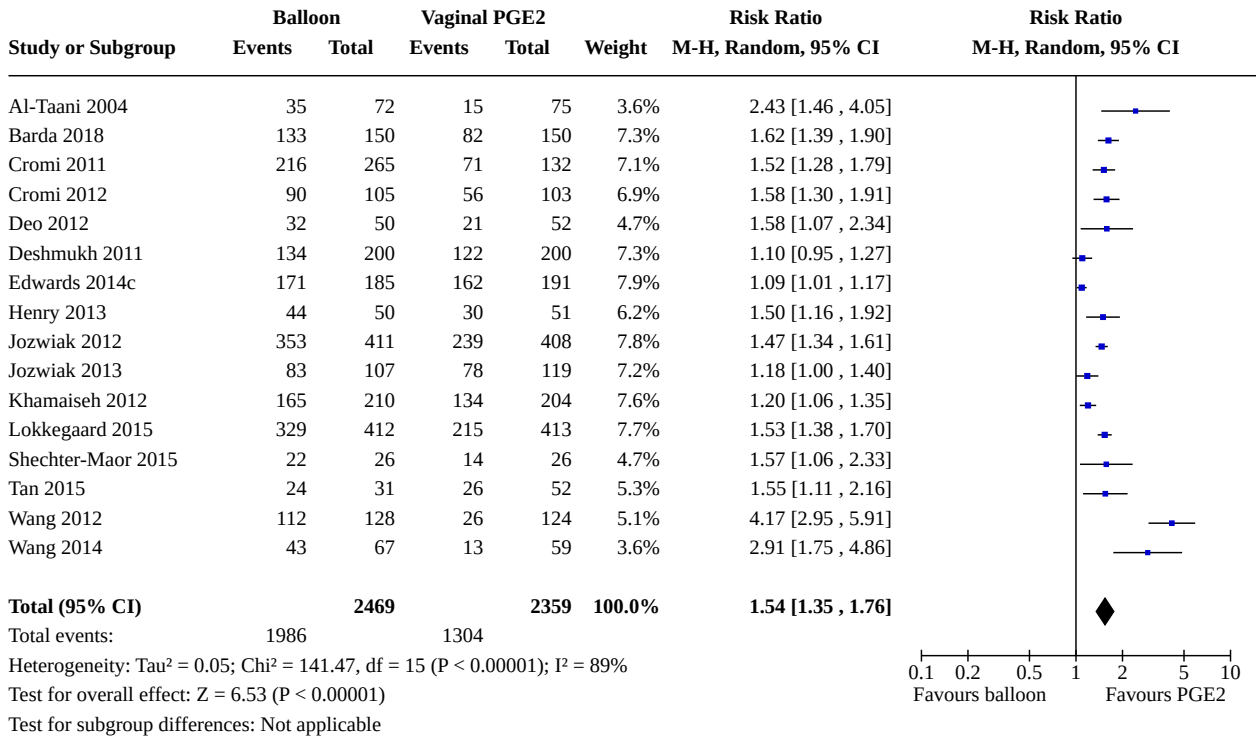 Balloon Vaginal PGE2 Risk Ratio Risk Ratio
Study or Subgroup Events Total Events Total Weight M-H, Random, 95% CI M-H, Random, 95% CI
Al-Taani 2004 35 72 15 75 3.6% 2.43 [1.46 , 4.05]
Barda 2018 133 150 82 150 7.3% 1.62 [1.39 , 1.90]
Cromi 2011 216 265 71 132 7.1% 1.52 [1.28 , 1.79]
Cromi 2012 90 105 56 103 6.9% 1.58 [1.30 , 1.91]
Deo 2012 32 50 21 52 4.7% 1.58 [1.07 , 2.34]
Deshmukh 2011 134 200 122 200 7.3% 1.10 [0.95 , 1.27]
Edwards 2014c 171 185 162 191 7.9% 1.09 [1.01 , 1.17]
Henry 2013 44 50 30 51 6.2% 1.50 [1.16 , 1.92]
Jozwiak 2012 353 411 239 408 7.8% 1.47 [1.34 , 1.61]
Jozwiak 2013 83 107 78 119 7.2% 1.18 [1.00 , 1.40]
Khamaiseh 2012 165 210 134 204 7.6% 1.20 [1.06 , 1.35]
Lokkegaard 2015 329 412 215 413 7.7% 1.53 [1.38 , 1.70]
Shechter-Maor 2015 22 26 14 26 4.7% 1.57 [1.06 , 2.33]
Tan 2015 24 31 26 52 5.3% 1.55 [1.11 , 2.16]
Wang 2012 112 128 26 124 5.1% 4.17 [2.95 , 5.91]
Wang 2014 43 67 13 59 3.6% 2.91 [1.75 , 4.86]
Total (95% CI) 2469 2359 100.0% 1.54 [1.35 , 1.76]
Total events: 1986 1304
Heterogeneity: Tau² = 0.05; Chi² = 141.47, df = 15 (P < 0.00001); I² = 89%
0.1 0.2 0.5 1 2 5 10
Test for overall effect: Z = 6.53 (P < 0.00001)
Favours balloon Favours PGE2
Test for subgroup differences: Not applicable